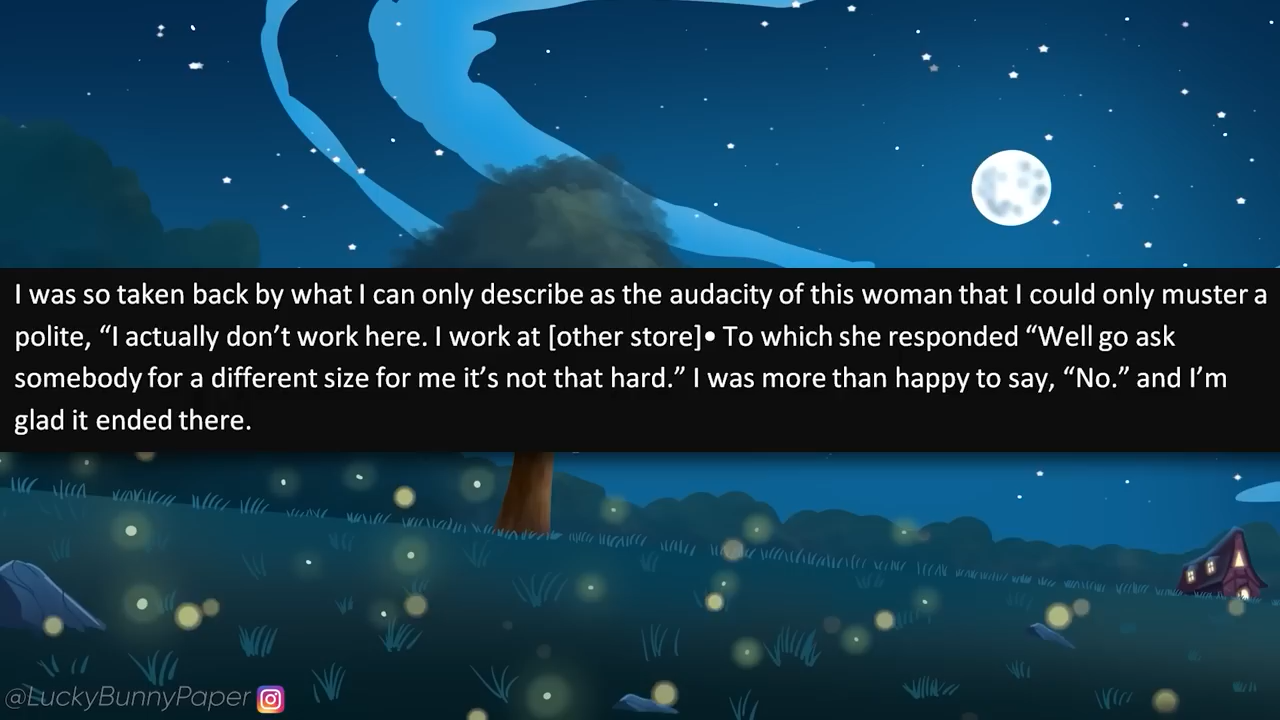 I was so taken back by what I can only describe as the audacity of this woman that I could only muster a
polite, “I actually don’t work here. I work at [other store]• To which she responded “Well go ask
somebody for a different size for me it’s not that hard.” I was more than happy to say, “No.” and I’m
glad it ended there.
@LuckyBunnyPaper